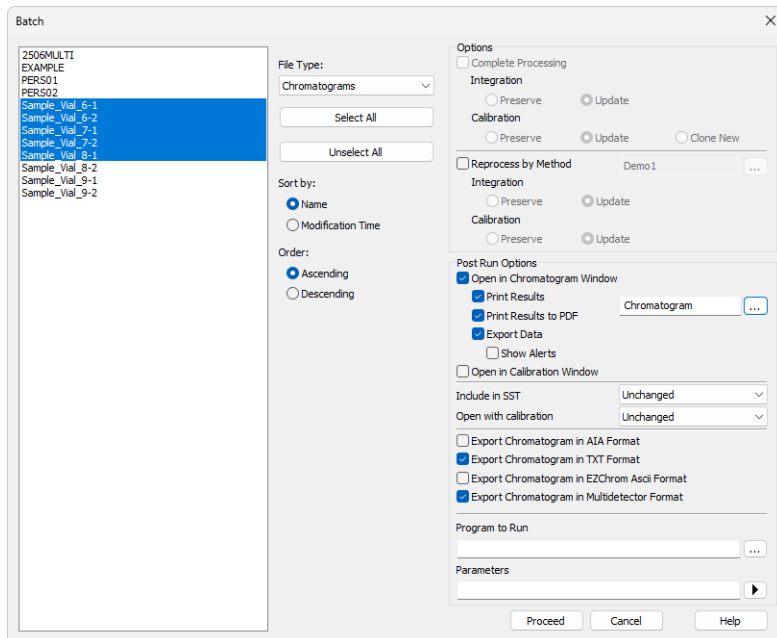 Batch
2506MULTI
EXAMPLE
PERS01
PERS02
Sample_Vial_6-1
Sample_Vial_6-2
Sample_Vial_7-1
Sample_Vial_7-2
Sample_Vial_8-1
Sample_Vial_8-2
Sample_Vial_9-1
Sample_Vial_9-2
File Type:
Chromatograms
Select All
Unselect All
Sort by:
Name
Modification Time
Order:
Ascending
Descending
Options
Complete Processing
Integration
Preserve Update
Calibration
Preserve Update Clone New
Reprocess by Method Demo1 ...
Integration
Preserve Update
Calibration
Preserve Update
Post Run Options
Open in Chromatogram Window
Print Results
Chromatogram ...
Print Results to PDF
Export Data
Show Alerts
Open in Calibration Window
Include in SST Unchanged
Open with calibration Unchanged
Export Chromatogram in AIA Format
Export Chromatogram in TXT Format
Export Chromatogram in EZChrom Ascii Format
Export Chromatogram in Multidetector Format
Program to Run
...
Parameters
Proceed Cancel Help